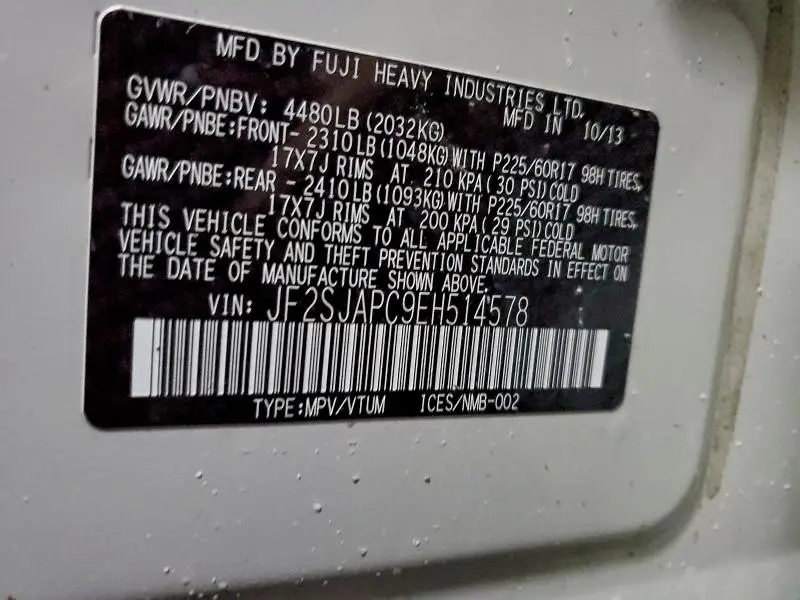 MFD BY FUJI HEAVY INDUSTRIES LTD.
MFD IN 10/13
GVWR/PNBV: 4480LB(2032KG)
GAWR/PNBE:FRONT- 2310LB(1048KG)WITH P225/60R17 98H TIRES,
17X7J RIMS AT 210 KPA( 30 PSI)COLD
GAWR/PNBE:REAR - 2410LB(1093KG)WITH P225/60R17 98H TIRES,
17X7J RIMS AT 200 KPA( 29 PSI)COLD
THIS VEHICLE CONFORMS TO ALL APPLICABLE FEDERAL MOTOR
VEHICLE SAFETY AND THEFT PREVENTION STANDARDS IN EFFECT ON
THE DATE OF MANUFACTURE SHOWN ABOVE.
VIN: JF2SJAPC9EH514578
TYPE:MPV/VTUM ICES/NMB-002